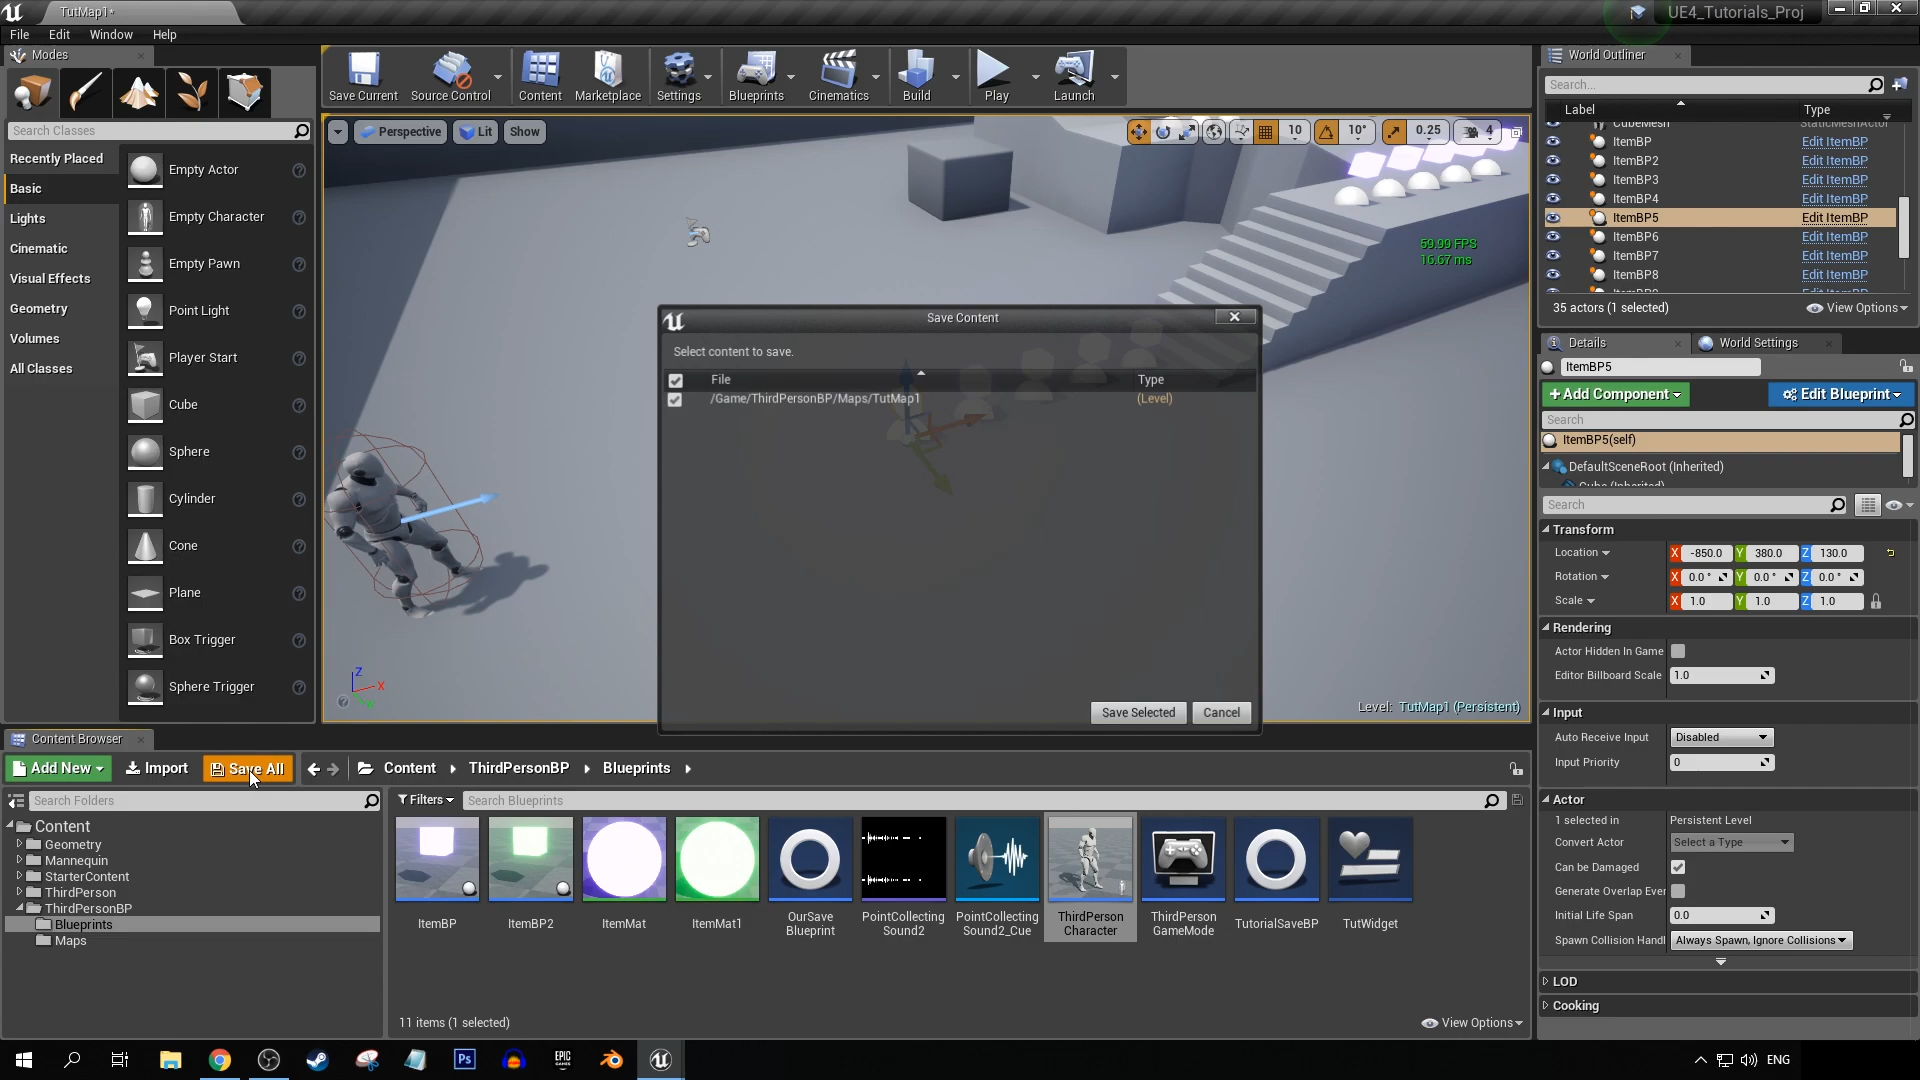 TutMap1*
UE4_Tutorials_Proj
File Edit Window Help
Modes
Search Classes
Recently Placed
Basic
Lights
Cinematic
Visual Effects
Geometry
Volumes
All Classes
Empty Actor
Empty Character
Empty Pawn
Point Light
Player Start
Cube
Sphere
Cylinder
Cone
Plane
Box Trigger
Sphere Trigger
Save Current Source Control Content Marketplace Settings Blueprints Cinematics Build Play Launch
Perspective Lit Show
10 10° 0.25 4
59.99 FPS
16.67 ms
Save Content
Select content to save.
File Type
/Game/ThirdPersonBP/Maps/TutMap1 (Level)
Save Selected Cancel
Z
X
Level: TutMap1 (Persistent)
World Outliner
Search...
Label Type
CubeMesh StaticMeshActor
ItemBP Edit ItemBP
ItemBP2 Edit ItemBP
ItemBP3 Edit ItemBP
ItemBP4 Edit ItemBP
ItemBP5 Edit ItemBP
ItemBP6 Edit ItemBP
ItemBP7 Edit ItemBP
ItemBP8 Edit ItemBP
35 actors (1 selected) View Options
Details World Settings
ItemBP5
+Add Component Edit Blueprint
Search
ItemBP5(self)
DefaultSceneRoot (Inherited)
Cube (Inherited)
Search
Transform
Location X -850.0 Y 380.0 Z 130.0
Rotation X 0.0 ° Y 0.0 ° Z 0.0 °
Scale X 1.0 Y 1.0 Z 1.0
Rendering
Actor Hidden In Game
Editor Billboard Scale 1.0
Input
Auto Receive Input Disabled
Input Priority 0
Actor
1 selected in Persistent Level
Convert Actor Select a Type
Can be Damaged
Generate Overlap Even
Initial Life Span 0.0
Spawn Collision Handl Always Spawn, Ignore Collisions
LOD
Cooking
Content Browser
Add New Import Save All Content ThirdPersonBP Blueprints
Search Folders
Content
Geometry
Mannequin
StarterContent
ThirdPerson
ThirdPersonBP
Blueprints
Maps
Filters Search Blueprints
ItemBP
ItemBP2
ItemMat
ItemMat1
OurSave
Blueprint
PointCollecting
Sound2
PointCollecting
Sound2_Cue
ThirdPerson
Character
ThirdPerson
GameMode
TutorialSaveBP
TutWidget
11 items (1 selected) View Options
Ps
EPIC
GAMES
ENG